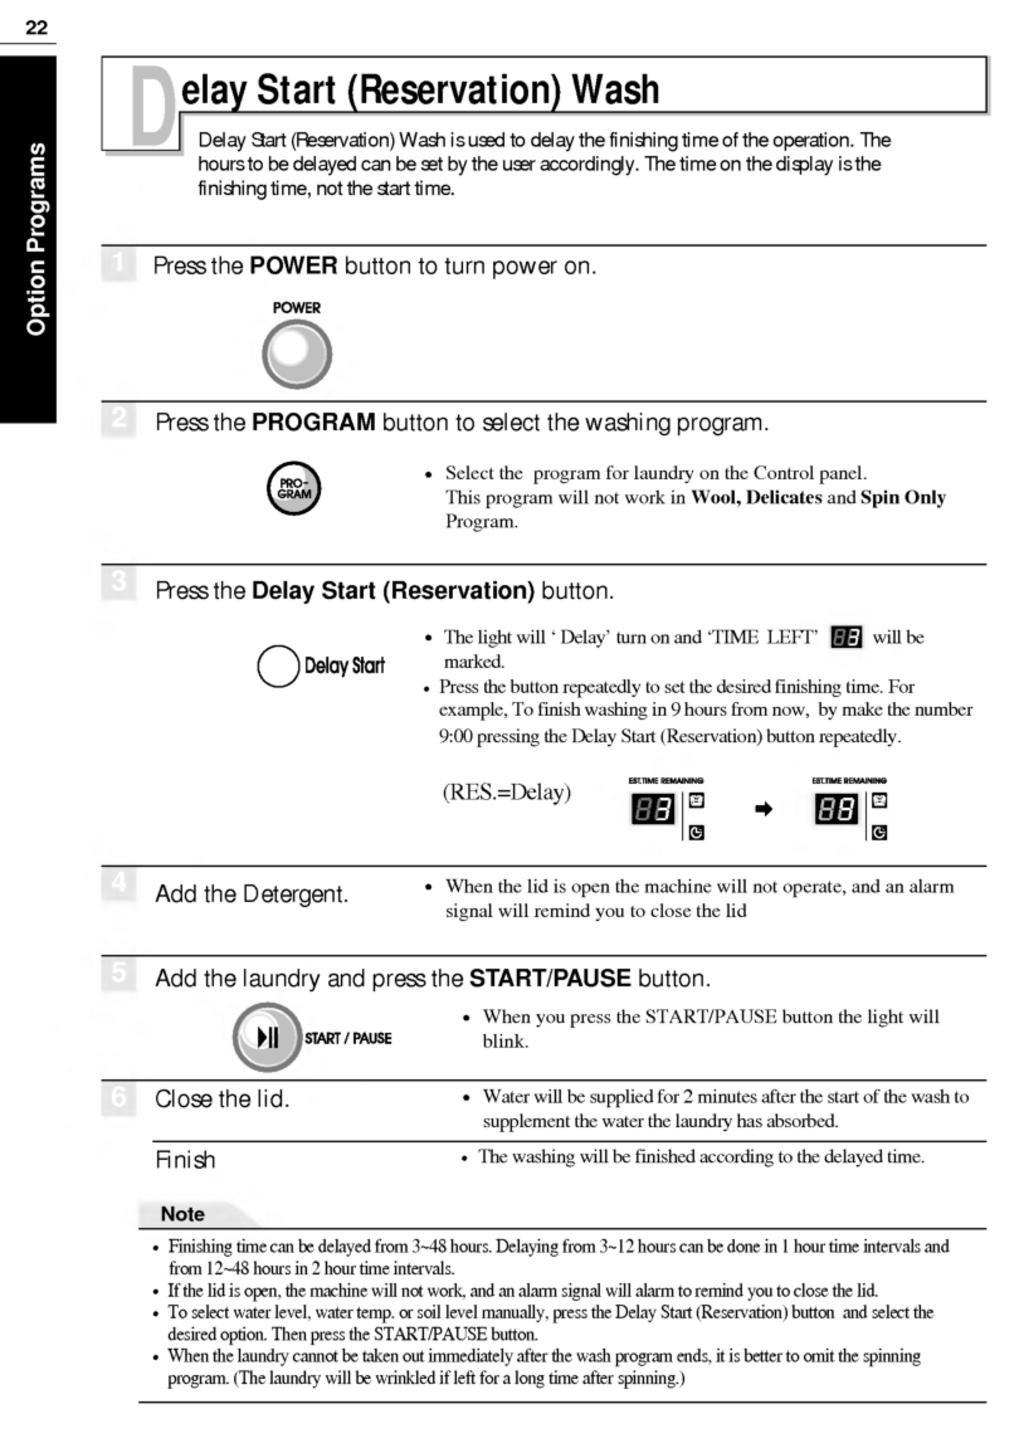 22
Option Programs
Delay Start (Reservation) Wash
Delay Start (Reservation) Wash is used to delay the finishing time of the operation. The
hours to be delayed can be set by the user accordingly. The time on the display is the
finishing time, not the start time.
1 Press the POWER button to turn power on.
POWER
2 Press the PROGRAM button to select the washing program.
PRO-
GRAM
• Select the program for laundry on the Control panel.
This program will not work in Wool, Delicates and Spin Only
Program.
3 Press the Delay Start (Reservation) button.
Delay Start
• The light will ‘ Delay’ turn on and ‘TIME LEFT’ 3 will be
marked.
• Press the button repeatedly to set the desired finishing time. For
example, To finish washing in 9 hours from now, by make the number
9:00 pressing the Delay Start (Reservation) button repeatedly.
(RES.=Delay)
EST.TIME REMAINING EST.TIME REMAINING
3 ➡ 88
4 Add the Detergent.
• When the lid is open the machine will not operate, and an alarm
signal will remind you to close the lid
5 Add the laundry and press the START/PAUSE button.
START / PAUSE
• When you press the START/PAUSE button the light will
blink.
6 Close the lid.
• Water will be supplied for 2 minutes after the start of the wash to
supplement the water the laundry has absorbed.
Finish
• The washing will be finished according to the delayed time.
Note
• Finishing time can be delayed from 3~48 hours. Delaying from 3~12 hours can be done in 1 hour time intervals and
from 12~48 hours in 2 hour time intervals.
• If the lid is open, the machine will not work, and an alarm signal will alarm to remind you to close the lid.
• To select water level, water temp. or soil level manually, press the Delay Start (Reservation) button and select the
desired option. Then press the START/PAUSE button.
• When the laundry cannot be taken out immediately after the wash program ends, it is better to omit the spinning
program. (The laundry will be wrinkled if left for a long time after spinning.)